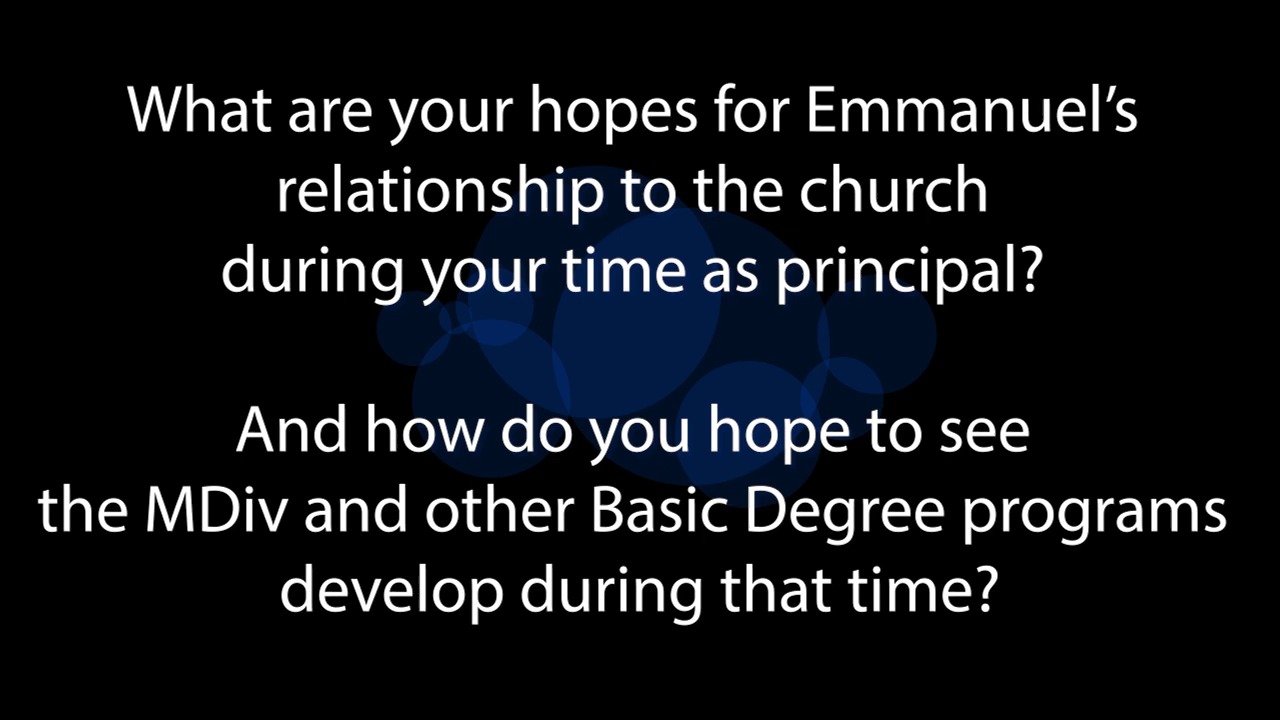 What are your hopes for Emmanuel’s
relationship to the church
during your time as principal?
And how do you hope to see
the MDiv and other Basic Degree programs
develop during that time?